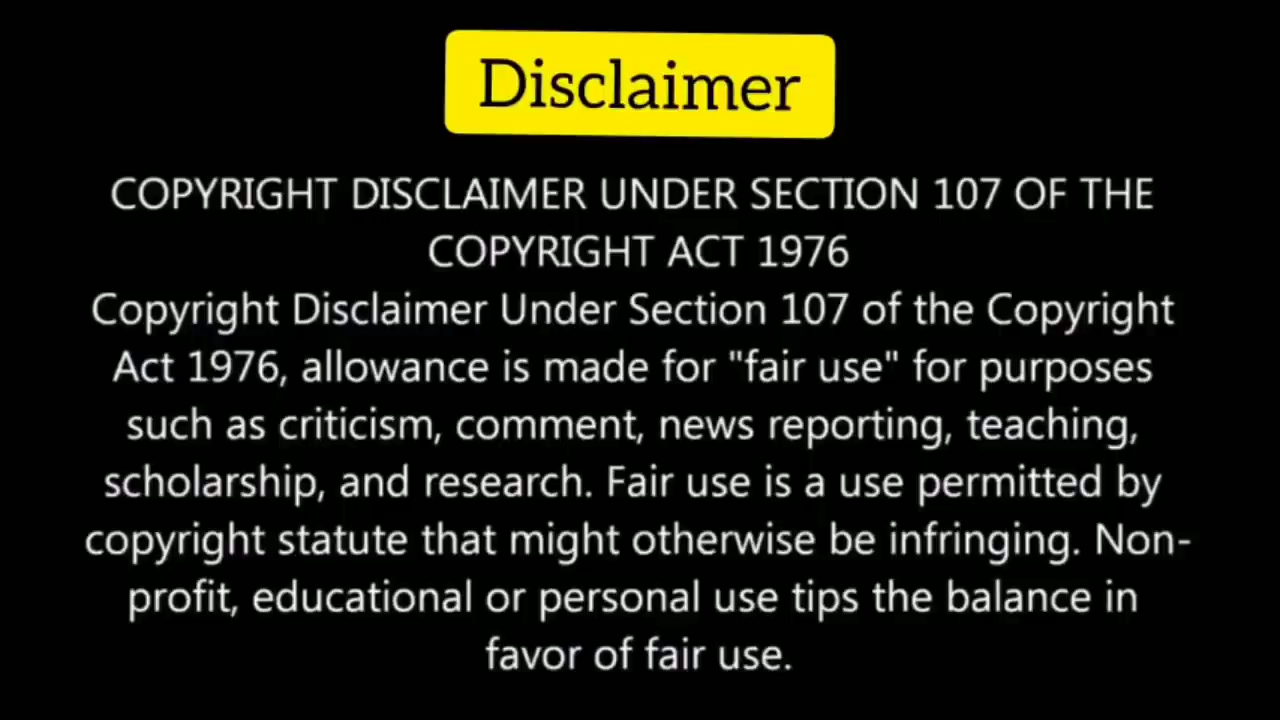 Disclaimer
COPYRIGHT DISCLAIMER UNDER SECTION 107 OF THE
COPYRIGHT ACT 1976
Copyright Disclaimer Under Section 107 of the Copyright
Act 1976, allowance is made for "fair use" for purposes
such as criticism, comment, news reporting, teaching,
scholarship, and research. Fair use is a use permitted by
copyright statute that might otherwise be infringing. Non-
profit, educational or personal use tips the balance in
favor of fair use.